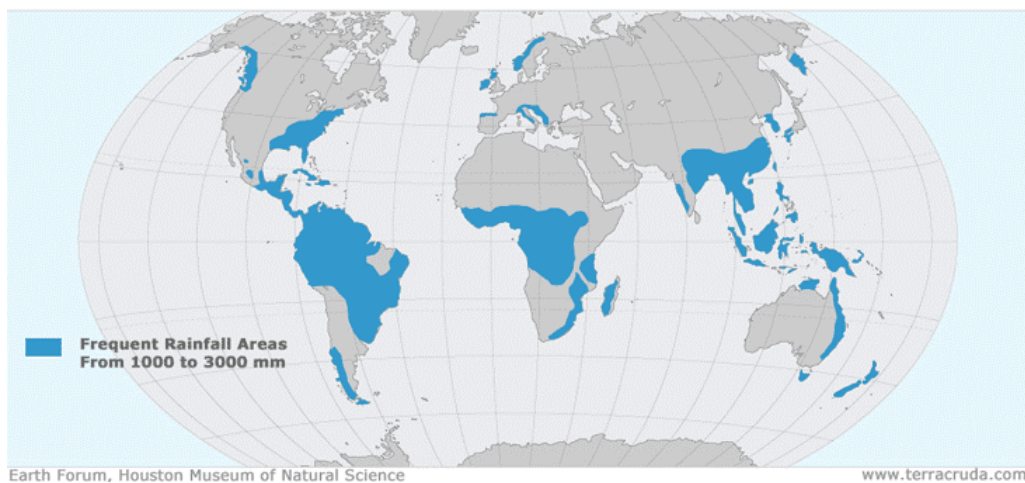 Frequent Rainfall Areas
From 1000 to 3000 mm
Earth Forum, Houston Museum of Natural Science
www.terracruda.com